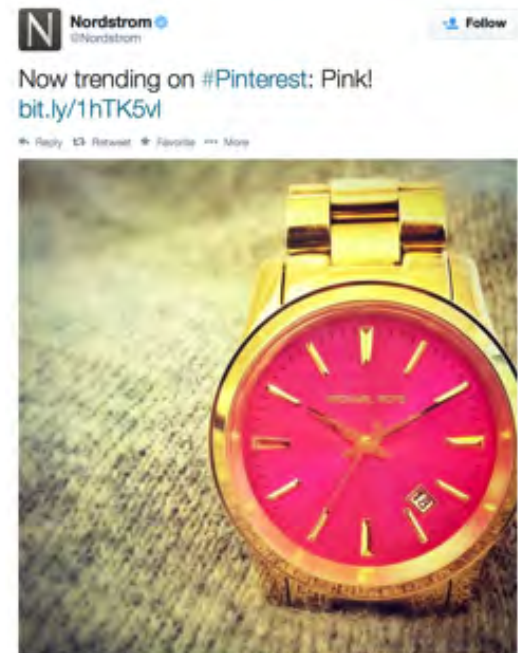 N Nordstrom
@Nordstrom
Follow
Now trending on #Pinterest: Pink!
bit.ly/1hTK5vl
Reply Retweet Favorite More
MICHAEL KORS